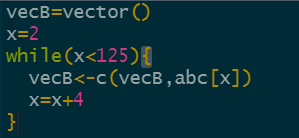 vecB=vector()
x=2
while(x<125){
  vecB<-c(vecB,abc[x])
  x=x+4
}